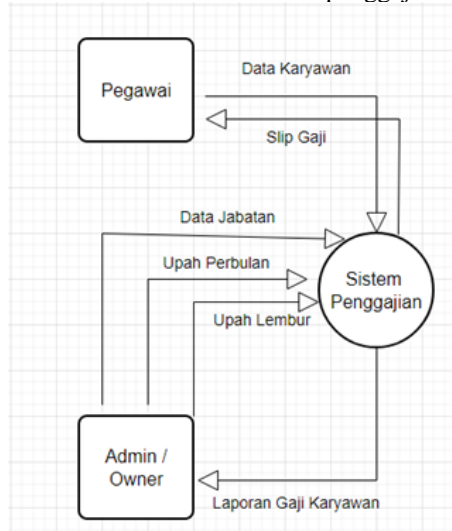 Pegawai
Data Karyawan
Slip Gaji
Data Jabatan
Upah Perbulan
Upah Lembur
Sistem
Penggajian
Admin /
Owner
Laporan Gaji Karyawan